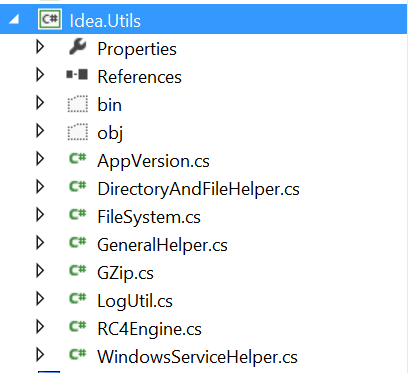 C# Idea.Utils
Properties
References
bin
obj
C# AppVersion.cs
C# DirectoryAndFileHelper.cs
C# FileSystem.cs
C# GeneralHelper.cs
C# GZip.cs
C# LogUtil.cs
C# RC4Engine.cs
C# WindowsServiceHelper.cs